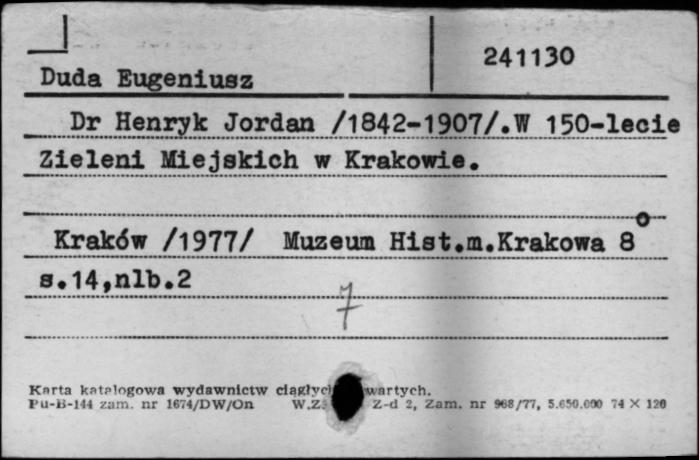 241130
Duda Eugeniusz
Dr Henryk Jordan /1842-1907/.W 150-lecie
Zieleni Miejskich w Krakowie.
Kraków /1977/ Muzeum Hist.m.Krakowa 8°
s.14,nlb.2
7
Karta katalogowa wydawnictw wartych.
Pu-B-144 zam. nr 1674/DW/On W.Z. Z-d 2, Zam. nr 968/77, 5.650.000 74 X 120